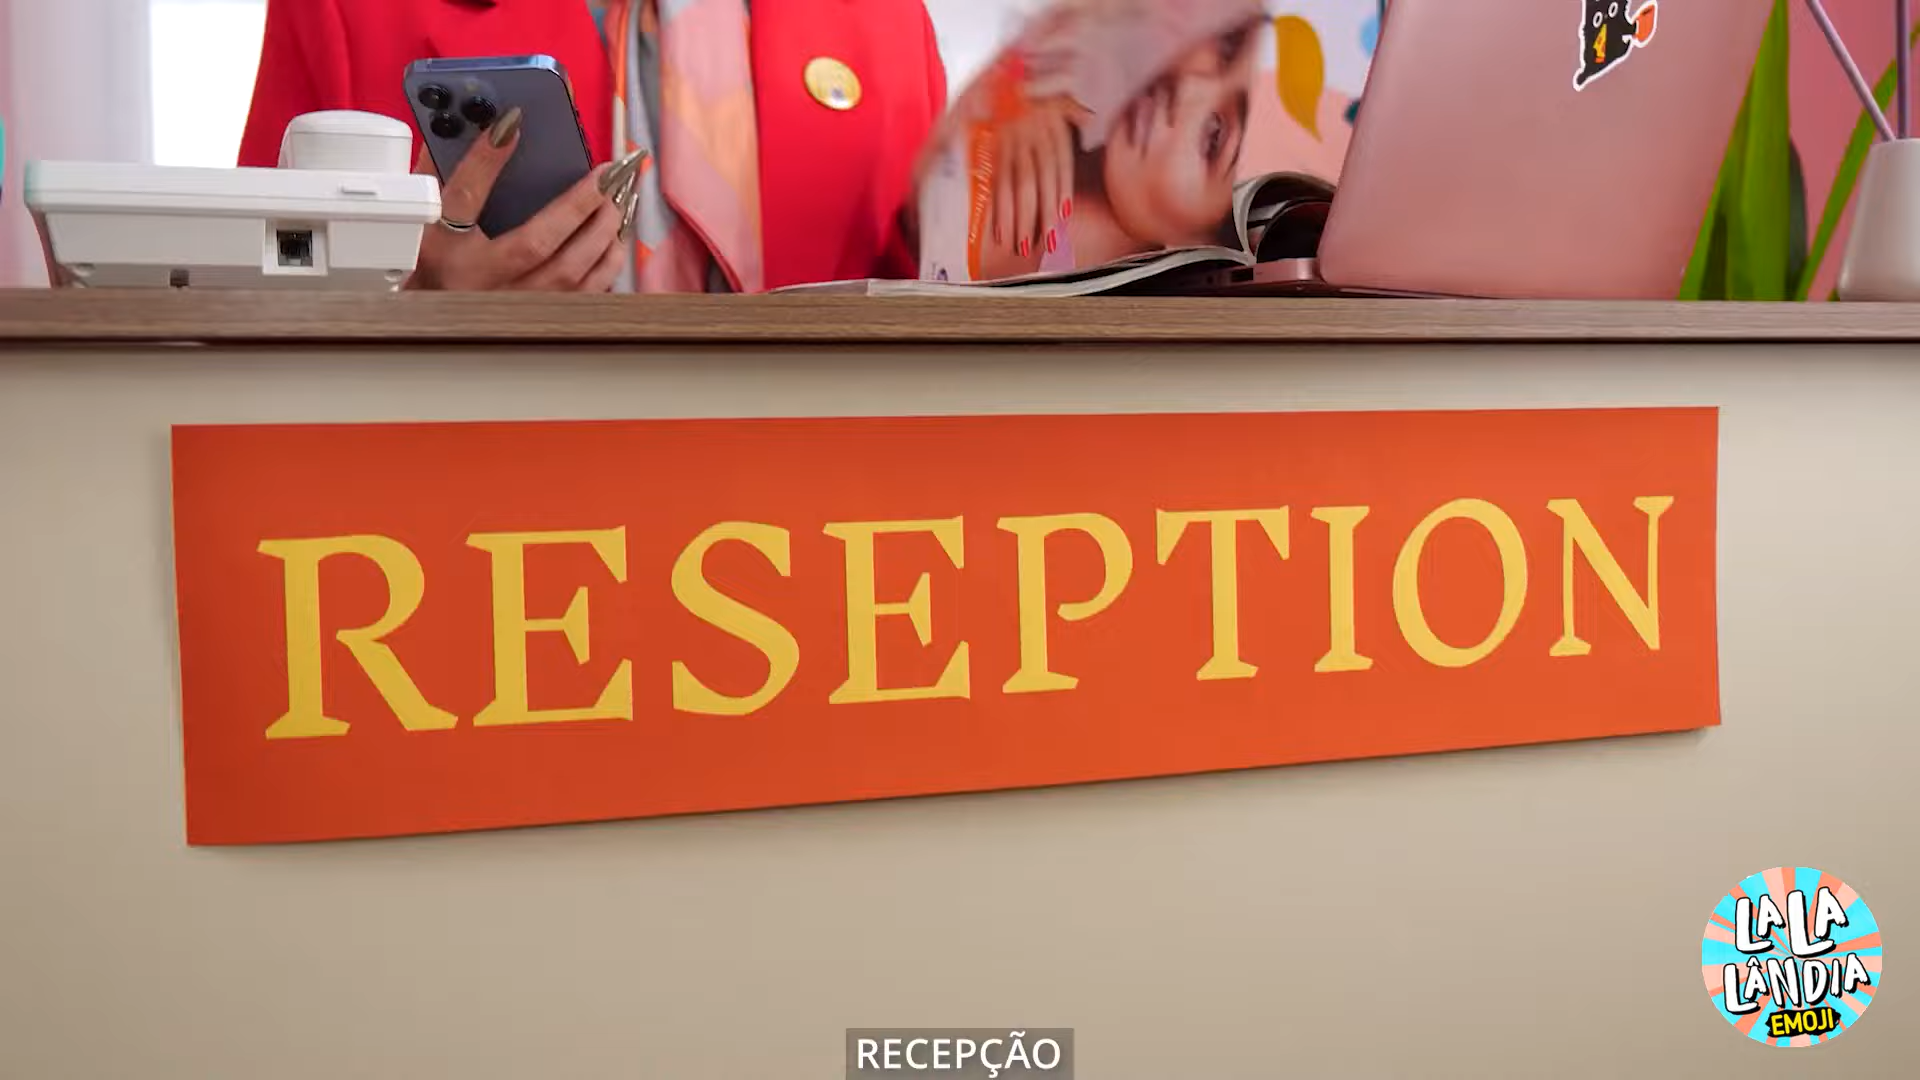 RESEPTION
LA LA
LÂNDIA
EMOJI
RECEPÇÃO